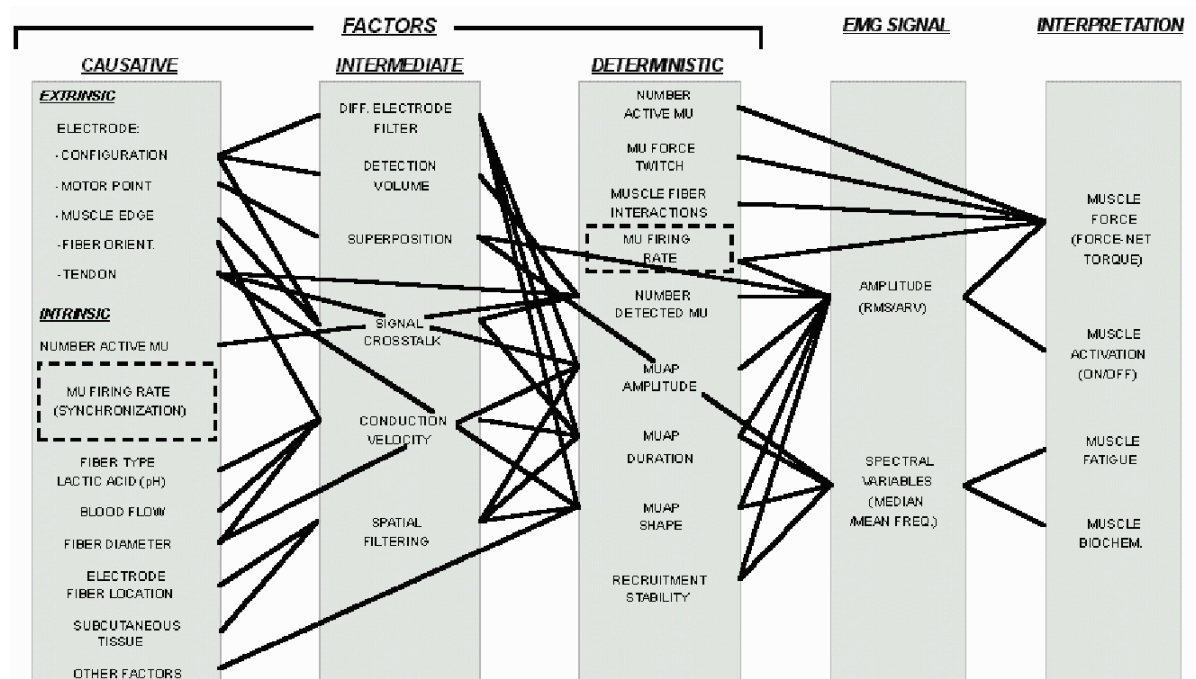 FACTORS
EMG SIGNAL
INTERPRETATION
CAUSATIVE
INTERMEDIATE
DETERMINISTIC
EXTRINSIC
ELECTRODE:
- CONFIGURATION
- MOTOR POINT
- MUSCLE EDGE
- FIBER ORIENT.
- TENDON
INTRINSIC
NUMBER ACTIVE MU
MU FIRING RATE
(SYNCHRONIZATION)
FIBER TYPE
LACTIC ACID (pH)
BLOOD FLOW
FIBER DIAMETER
ELECTRODE
FIBER LOCATION
SUBCUTANEOUS
TISSUE
OTHER FACTORS
DIFF. ELECTRODE
FILTER
DETECTION
VOLUME
SUPERPOSITION
SIGNAL
CROSSTALK
CONDUCTION
VELOCITY
SPATIAL
FILTERING
NUMBER
ACTIVE MU
MU FORCE
TWITCH
MUSCLE FIBER
INTERACTIONS
MU FIRING
RATE
NUMBER
DETECTED MU
MUAP
AMPLITUDE
MUAP
DURATION
MUAP
SHAPE
RECRUITMENT
STABILITY
AMPLITUDE
(RMS/ARV)
SPECTRAL
VARIABLES
(MEDIAN
/MEAN FREQ.)
MUSCLE
FORCE
(FORCE-NET
TORQUE)
MUSCLE
ACTIVATION
(ON/OFF)
MUSCLE
FATIGUE
MUSCLE
BIOCHEM.